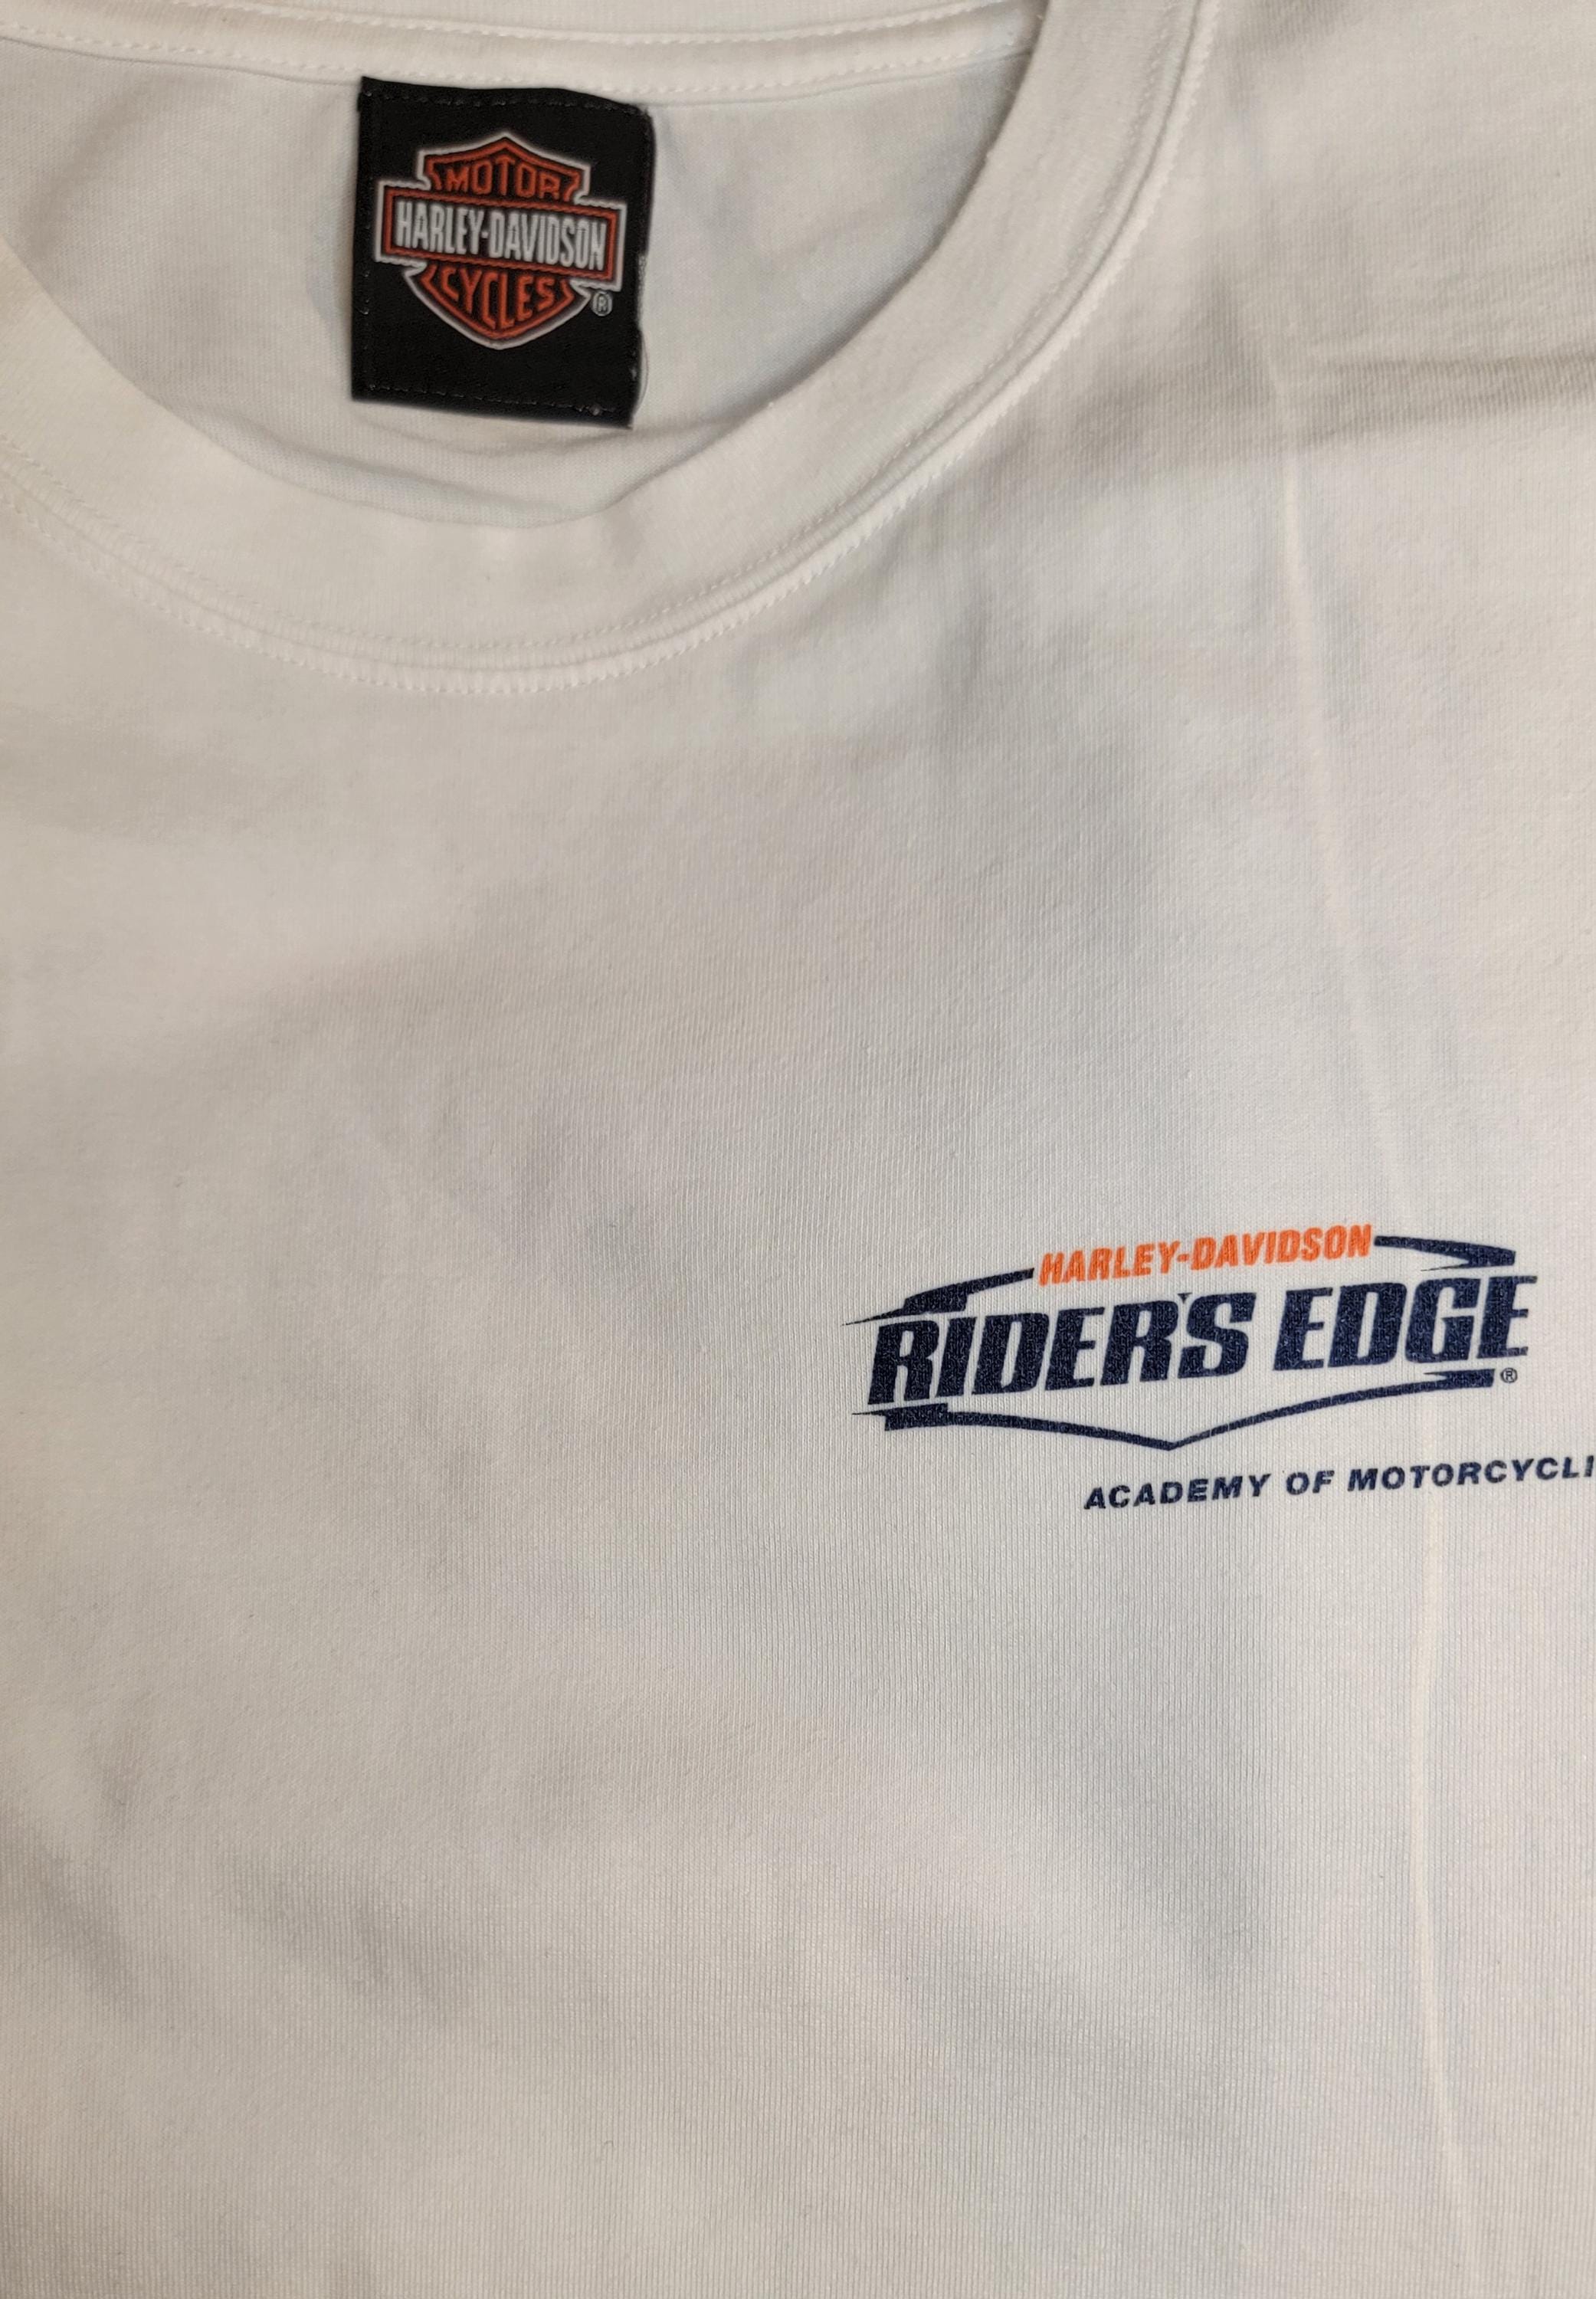 MOTOR
HARLEY-DAVIDSON
CYCLES
®
HARLEY-DAVIDSON
RIDER'S EDGE
®
ACADEMY OF MOTORCYCLI